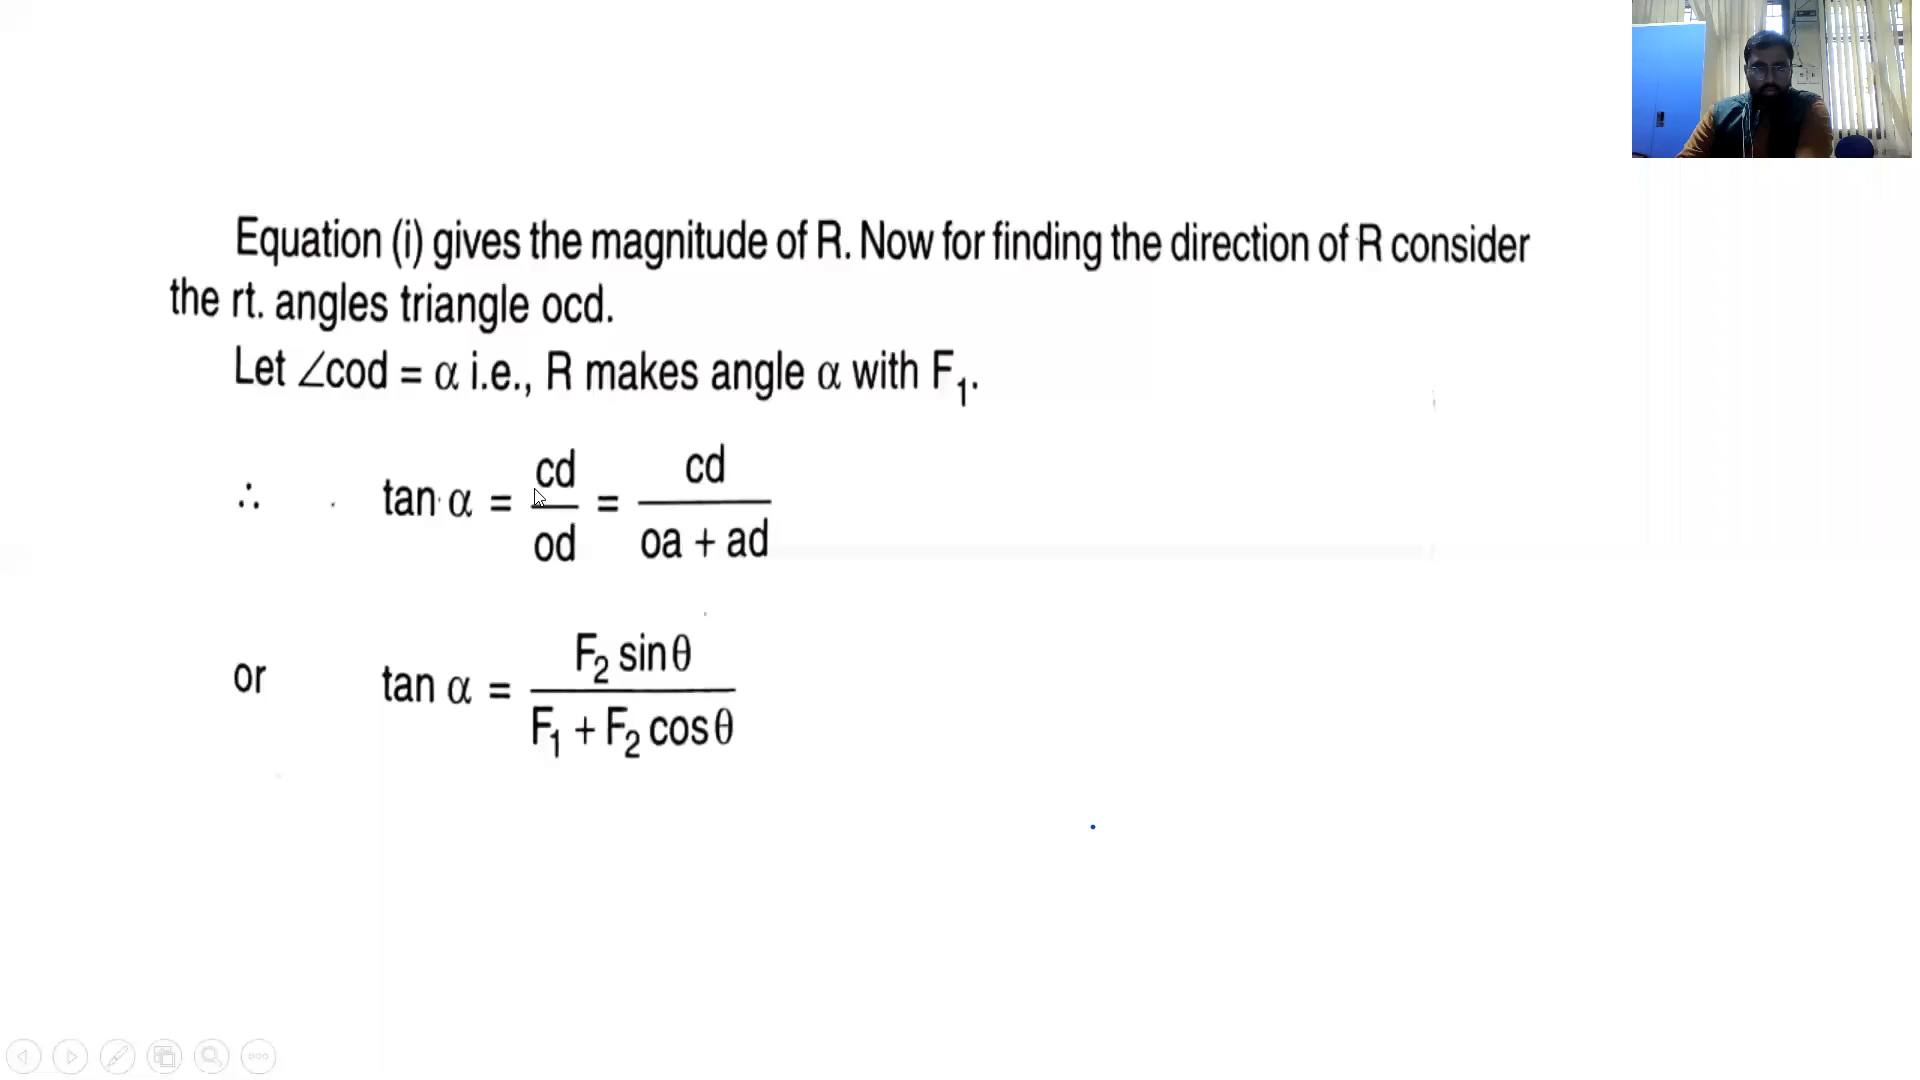 Equation (i) gives the magnitude of R. Now for finding the direction of R consider
the rt. angles triangle ocd.
Let ∠cod = α i.e., R makes angle α with F₁.
∴ tan α = cd/od = cd/(oa + ad)
or tan α = F₂ sinθ/(F₁ + F₂ cosθ)